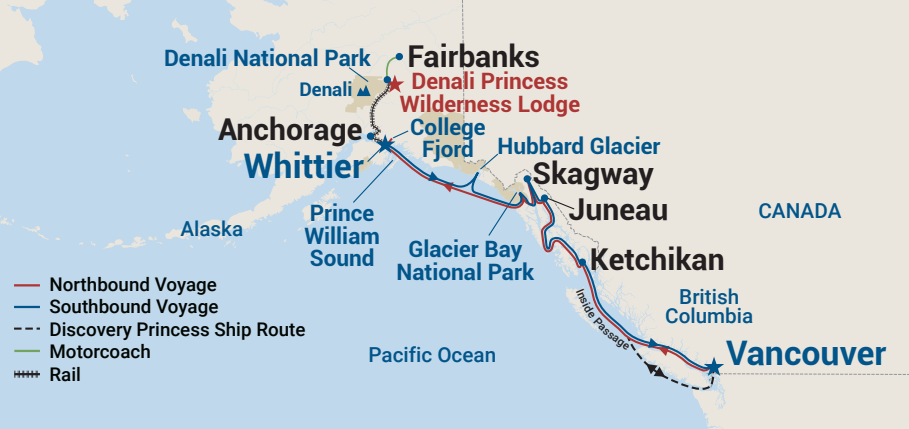 Denali National Park
Fairbanks
Denali
Denali Princess
Wilderness Lodge
Anchorage
College
Fjord
Whittier
Hubbard Glacier
Skagway
Juneau
Prince
William
Sound
Alaska
CANADA
Glacier Bay
National Park
Ketchikan
Inside Passage
British
Columbia
Northbound Voyage
Southbound Voyage
Discovery Princess Ship Route
Motorcoach
Rail
Pacific Ocean
Vancouver